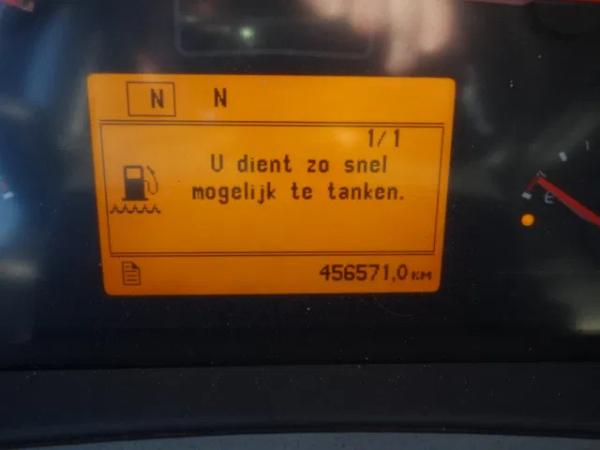 N N
1/1
U dient zo snel
mogelijk te tanken.
456571,0 KM
E